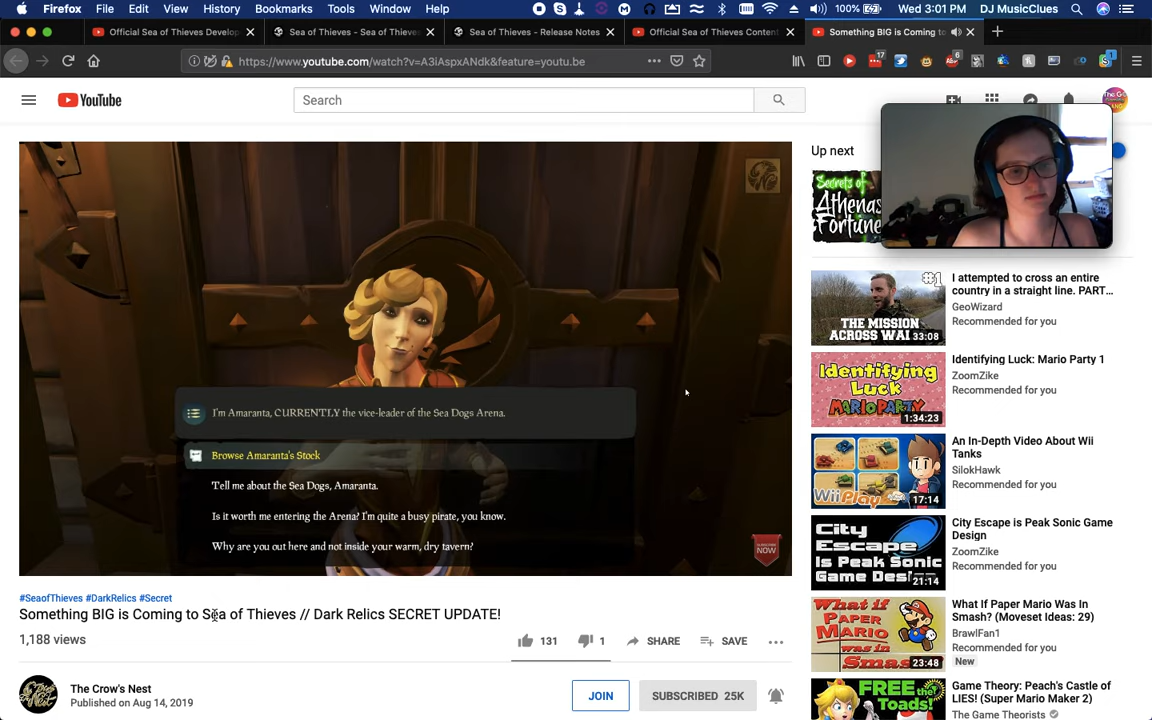 Firefox File Edit View History Bookmarks Tools Window Help 100% Wed 3:01 PM DJ MusicClues
Official Sea of Thieves Develop Sea of Thieves - Sea of Thieve Sea of Thieves - Release Notes Official Sea of Thieves Content Something BIG is Coming to
https://www.youtube.com/watch?v=A3iAspxANdk&feature=youtu.be
YouTube
Search
Up next
I'm Amaranta, CURRENTLY the vice-leader of the Sea Dogs Arena.
Browse Amaranta's Stock
Tell me about the Sea Dogs, Amaranta.
Is it worth me entering the Arena? I'm quite a busy pirate, you know.
Why are you out here and not inside your warm, dry tavern?
SUBSCRIBE
NOW
#SeaofThieves #DarkRelics #Secret
Something BIG is Coming to Sea of Thieves // Dark Relics SECRET UPDATE!
1,188 views
131 1 SHARE SAVE
The Crow's Nest
Published on Aug 14, 2019
JOIN
SUBSCRIBED 25K
Secrets of
Athenas
Fortune
#1
THE MISSION
ACROSS WAL
33:08
I attempted to cross an entire
country in a straight line. PART...
GeoWizard
Recommended for you
Identifying
Luck
MARIO PARTY
1:34:23
Identifying Luck: Mario Party 1
ZoomZike
Recommended for you
Wii Play
17:14
An In-Depth Video About Wii
Tanks
SilokHawk
Recommended for you
City
Escape
is Peak Sonic
Game Desi
21:14
City Escape is Peak Sonic Game
Design
ZoomZike
Recommended for you
What if
PAPER
MARIO
was in
Smas
23:48
What If Paper Mario Was In
Smash? (Moveset Ideas: 29)
BrawlFan1
Recommended for you
New
FREE the
Toads!
Game Theory: Peach's Castle of
LIES! (Super Mario Maker 2)
The Game Theorists